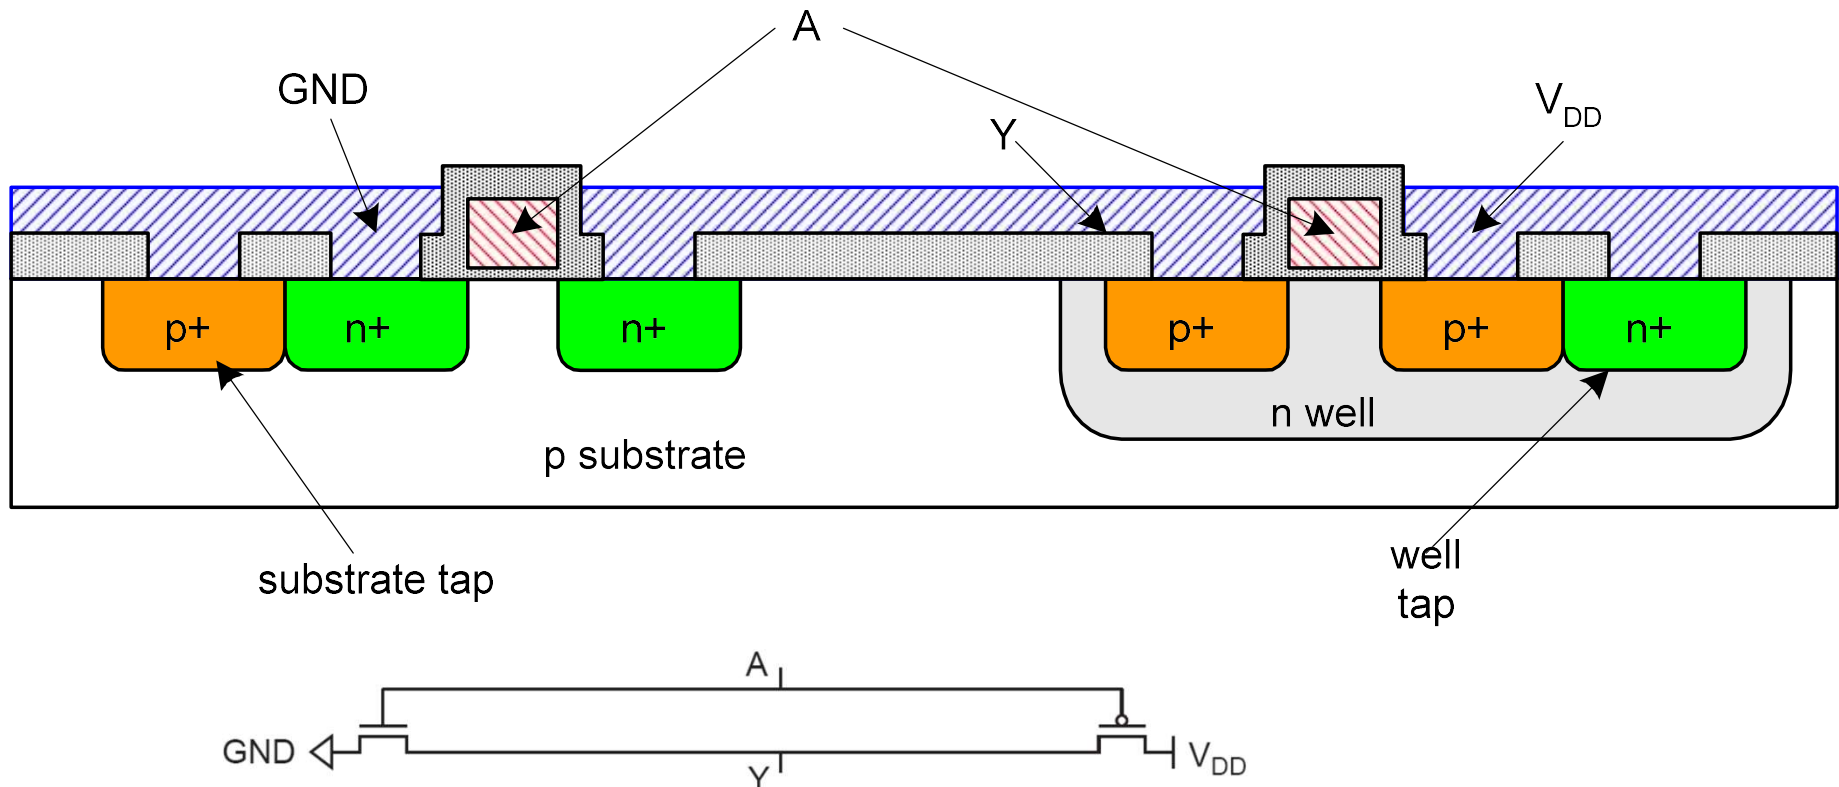 A
GND
Y
VDD
p+
n+
n+
p+
p+
n+
n well
p substrate
substrate tap
well
tap
A
GND
VDD
Y